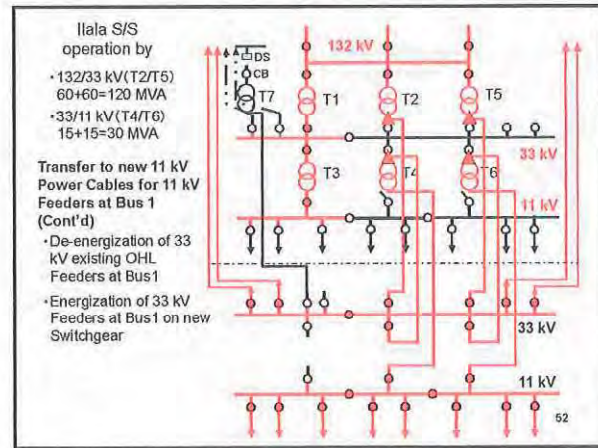 Ilala S/S
operation by
・132/33 kV(T2/T5)
60+60=120 MVA
・33/11 kV(T4/T6)
15+15=30 MVA
Transfer to new 11 kV
Power Cables for 11 kV
Feeders at Bus 1
(Cont'd)
・De-energization of 33
kV existing OHL
Feeders at Bus1
・Energization of 33 kV
Feeders at Bus1 on new
Switchgear
DS
CB
T7
132 kV
T1
T2
T5
33 kV
T3
T4
T6
11 kV
33 kV
11 kV
52